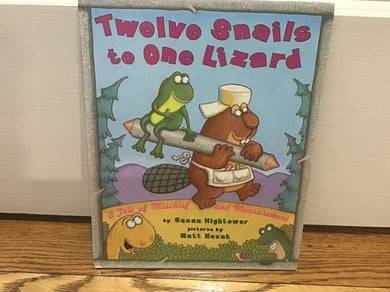 Twelve Snails
to One Lizard
A Tale of Mischief and Measurement
by Susan Hightower
pictures by
Matt Novak